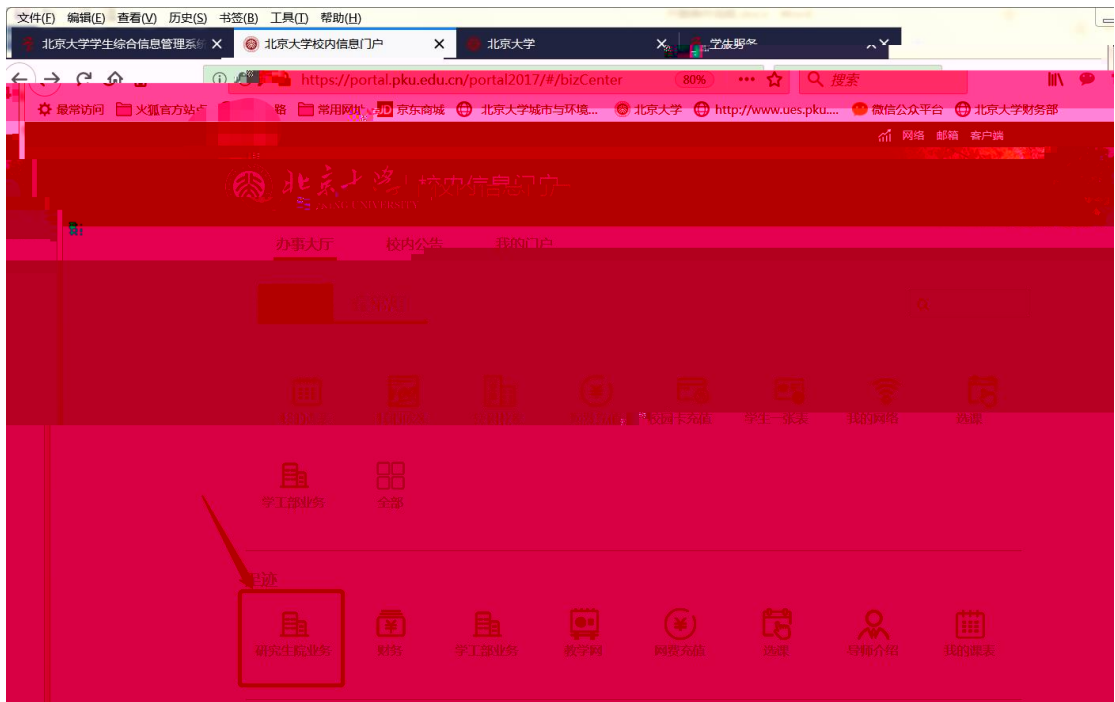 文件(F) 编辑(E) 查看(V) 历史(S) 书签(B) 工具(T) 帮助(H)
北京大学学生综合信息管理系统 北京大学校内信息门户 北京大学 学生服务
https://portal.pku.edu.cn/portal2017/#/bizCenter 80% 搜索
最常访问 火狐官方站点 常用网址 JD 京东商城 北京大学城市与环境... 北京大学 http://www.ues.pku.... 微信公众平台 北京大学财务部
网络 邮箱 客户端
北京大学 校内信息门户
办事大厅 校内公告 我的门户
校园卡充值 学生一张表 我的网络 选课
学工部业务 全部
足迹
研究生院业务 财务 学工部业务 教学网 网费充值 选课 导师介绍 我的课表